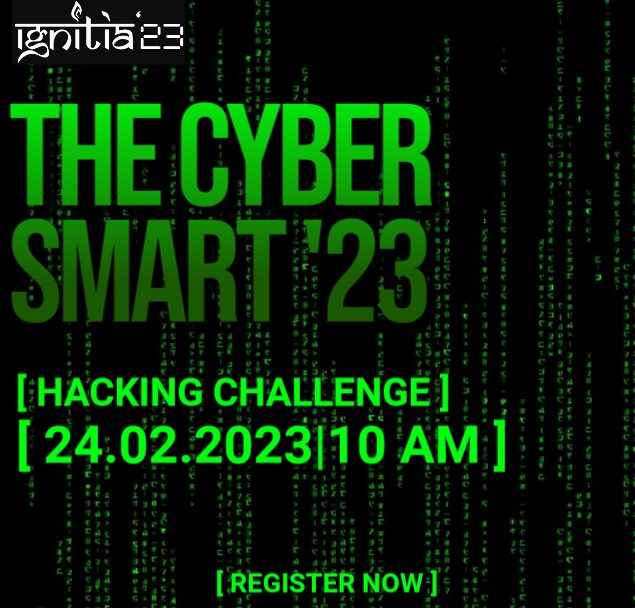 ignitia'23
THE CYBER
SMART '23
[ HACKING CHALLENGE ]
[ 24.02.2023|10 AM ]
[ REGISTER NOW ]